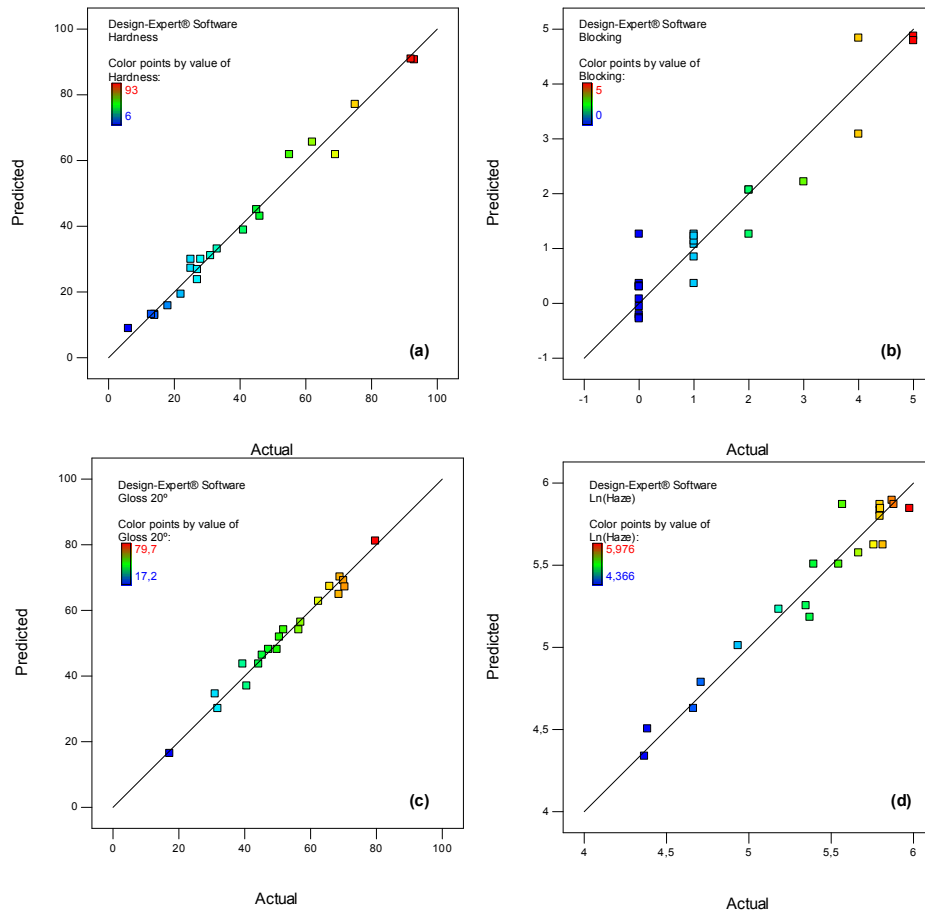 Design-Expert® Software
Hardness
Color points by value of
Hardness:
93
6
100
80
60
40
20
0
Predicted
0 20 40 60 80 100
Actual
(a)
Design-Expert® Software
Blocking
Color points by value of
Blocking:
5
0
5
4
3
2
1
0
-1
Predicted
-1 0 1 2 3 4 5
Actual
(b)
Design-Expert® Software
Gloss 20º
Color points by value of
Gloss 20º:
79,7
17,2
100
80
60
40
20
0
Predicted
0 20 40 60 80 100
Actual
(c)
Design-Expert® Software
Ln(Haze)
Color points by value of
Ln(Haze):
5,976
4,366
6
5,5
5
4,5
4
Predicted
4 4,5 5 5,5 6
Actual
(d)